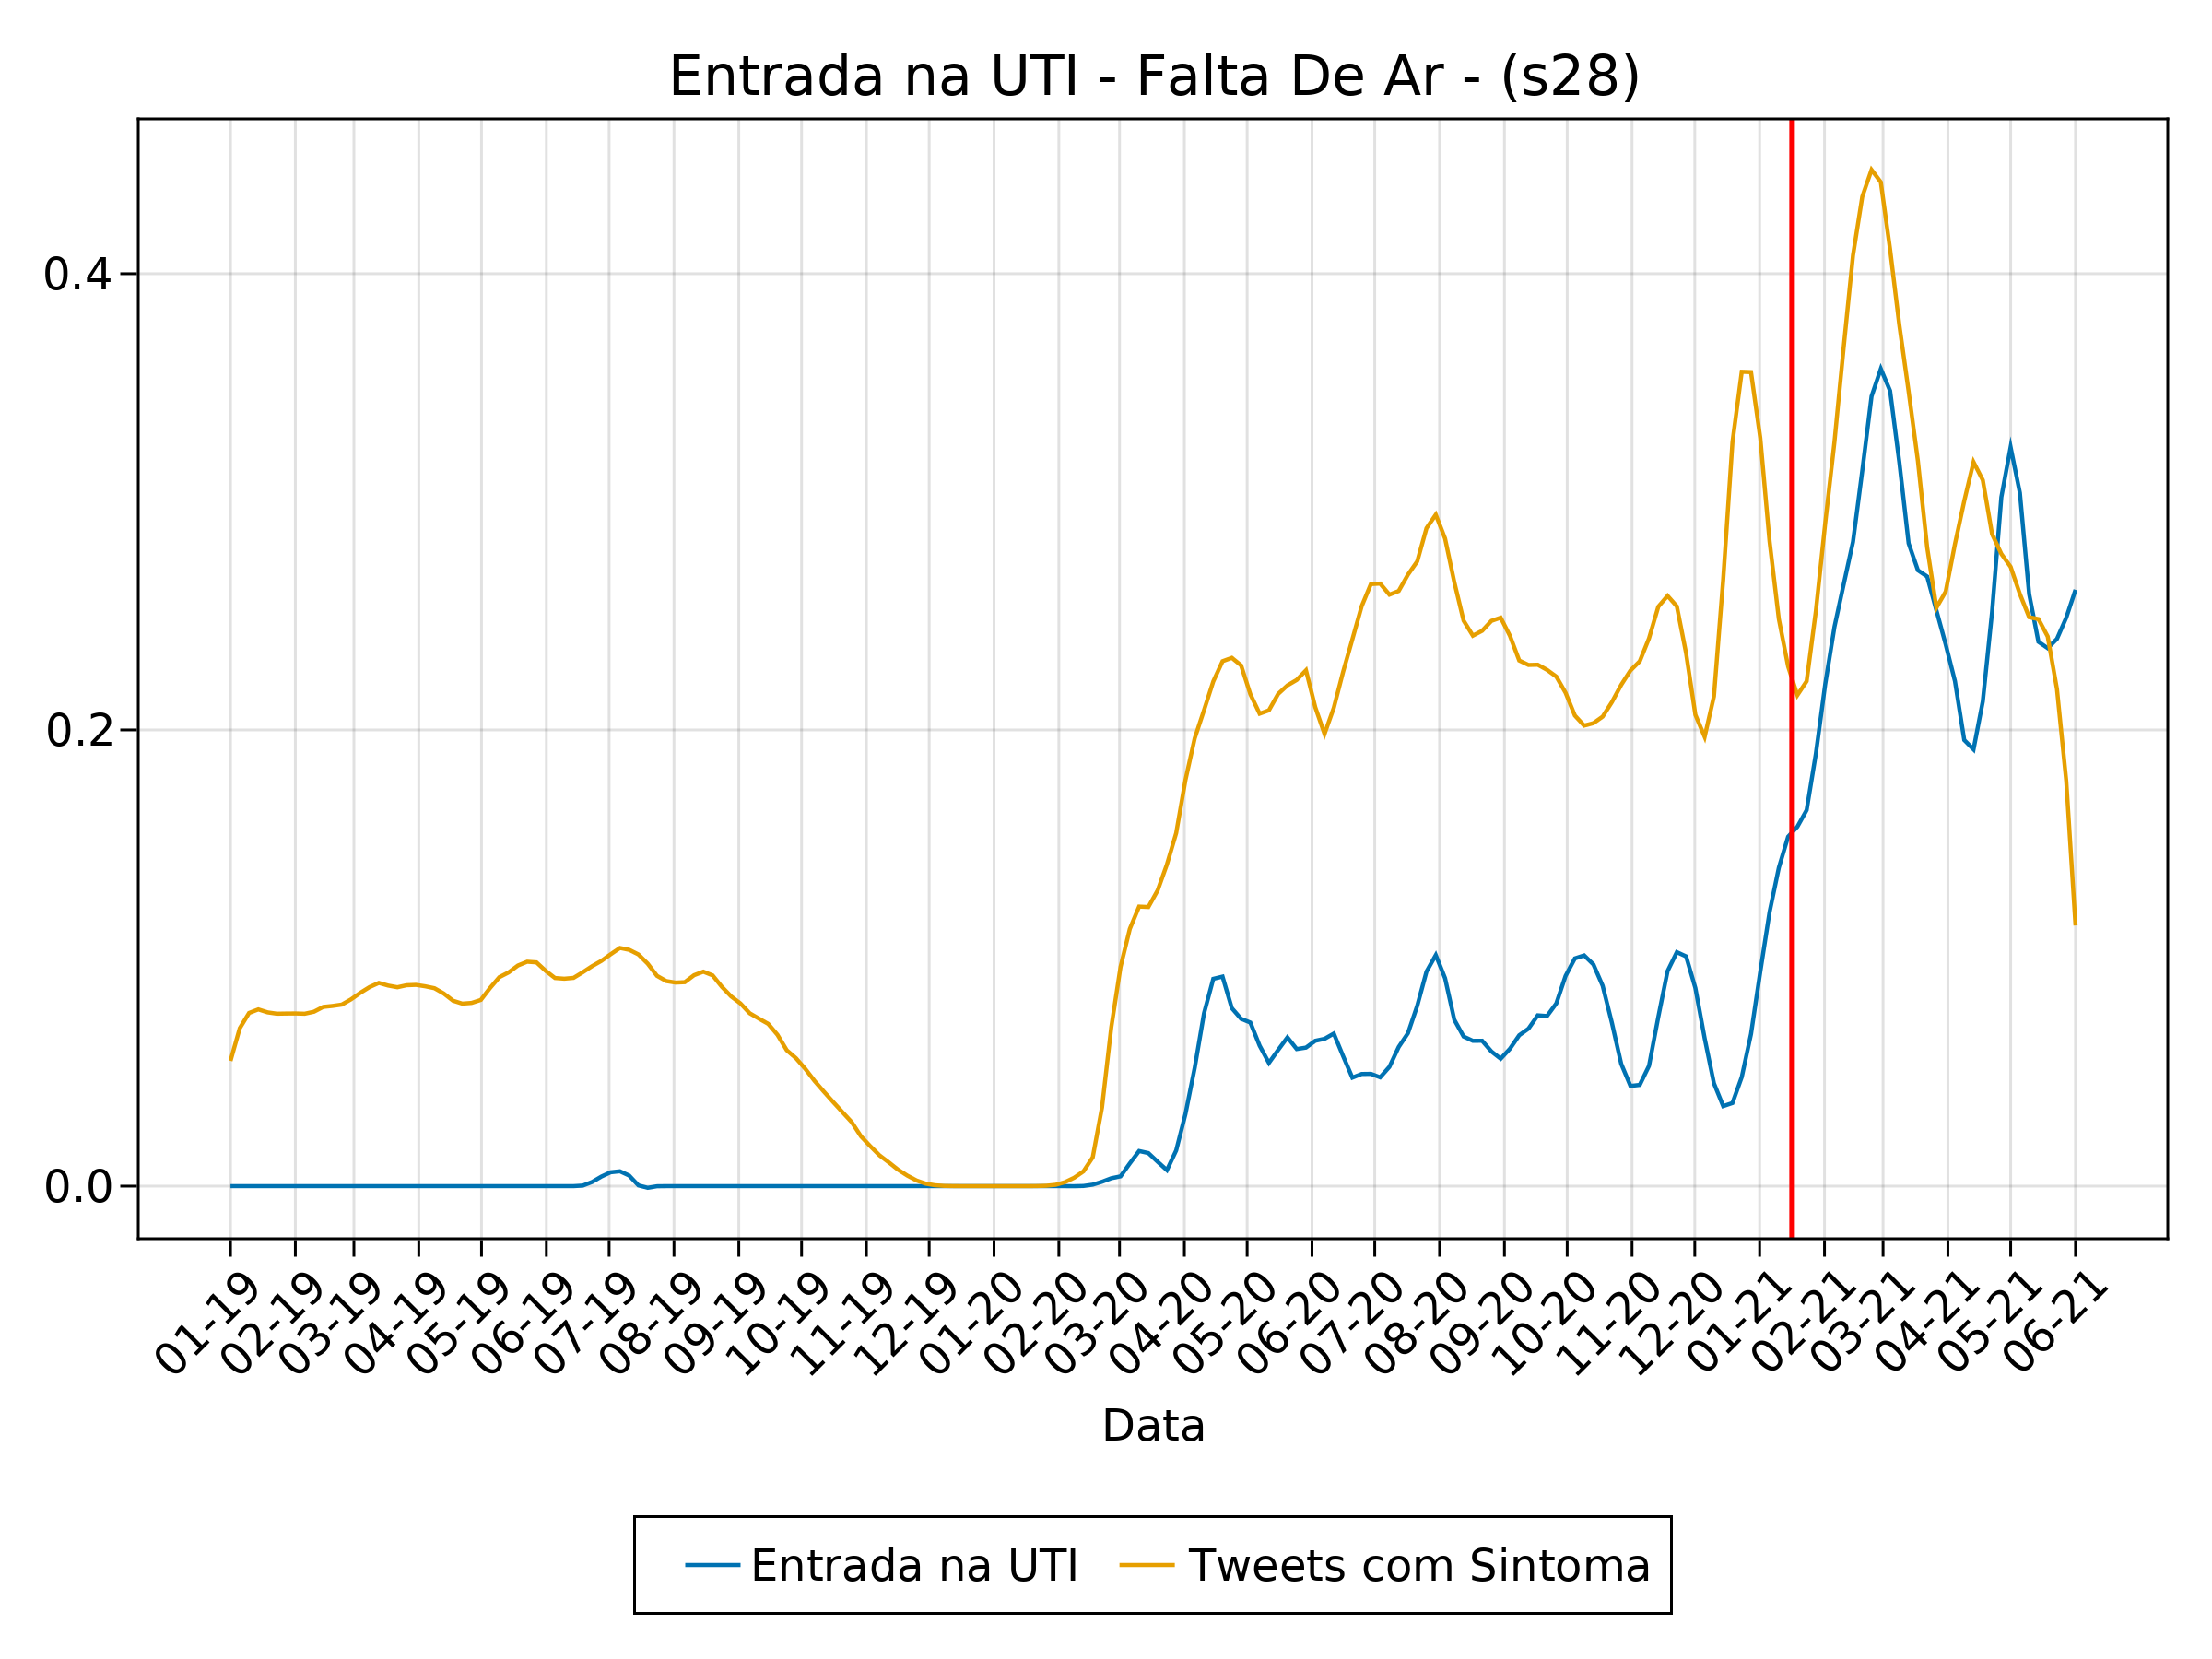 Entrada na UTI - Falta De Ar - (s28)
0.4
0.2
0.0
01-19 02-19 03-19 04-19 05-19 06-19 07-19 08-19 09-19 10-19 11-19 12-19 01-20 02-20 03-20 04-20 05-20 06-20 07-20 08-20 09-20 10-20 11-20 12-20 01-21 02-21 03-21 04-21 05-21 06-21
Data
Entrada na UTI Tweets com Sintoma